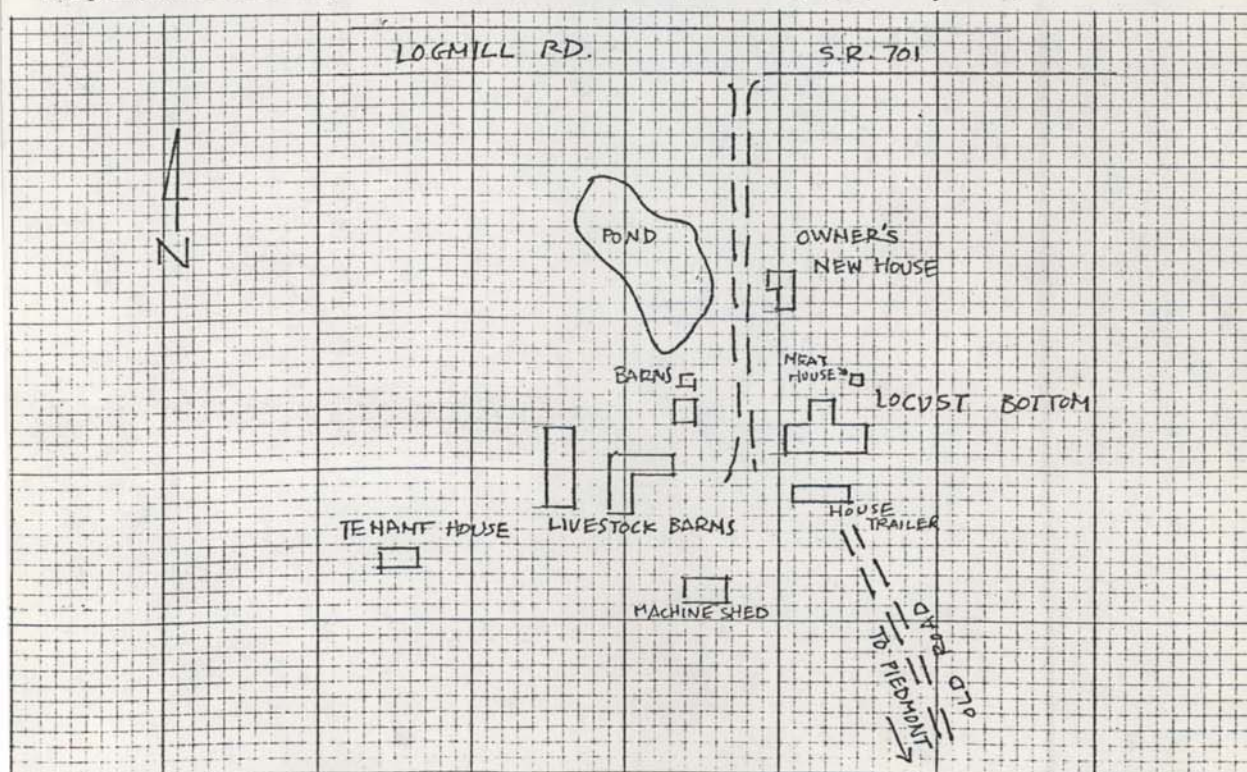 LOGMILL RD.
S.R. 701
N
POND
OWNER'S
NEW HOUSE
BARNS
MEAT
HOUSE
LOCUST BOTTOM
HOUSE
TRAILER
TENANT HOUSE
LIVESTOCK BARNS
MACHINE SHED
OLD ROAD
TO PIEDMONT